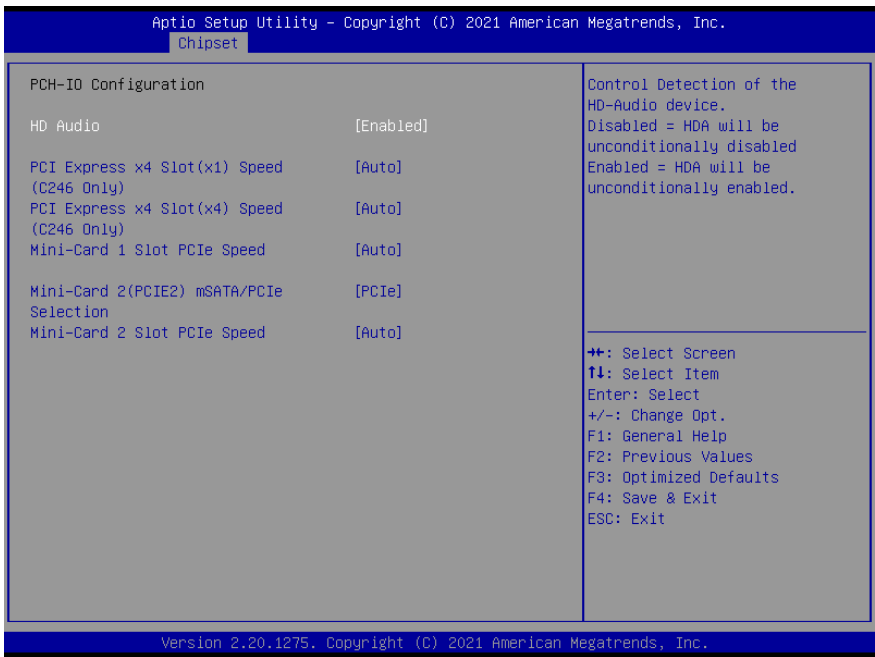 Aptio Setup Utility – Copyright (C) 2021 American Megatrends, Inc.
Chipset
PCH-IO Configuration
HD Audio [Enabled]
PCI Express x4 Slot(x1) Speed [Auto]
(C246 Only)
PCI Express x4 Slot(x4) Speed [Auto]
(C246 Only)
Mini-Card 1 Slot PCIe Speed [Auto]
Mini-Card 2(PCIE2) mSATA/PCIe [PCIe]
Selection
Mini-Card 2 Slot PCIe Speed [Auto]
Control Detection of the
HD-Audio device.
Disabled = HDA will be
unconditionally disabled
Enabled = HDA will be
unconditionally enabled.
→←: Select Screen
↑↓: Select Item
Enter: Select
+/-: Change Opt.
F1: General Help
F2: Previous Values
F3: Optimized Defaults
F4: Save & Exit
ESC: Exit
Version 2.20.1275. Copyright (C) 2021 American Megatrends, Inc.